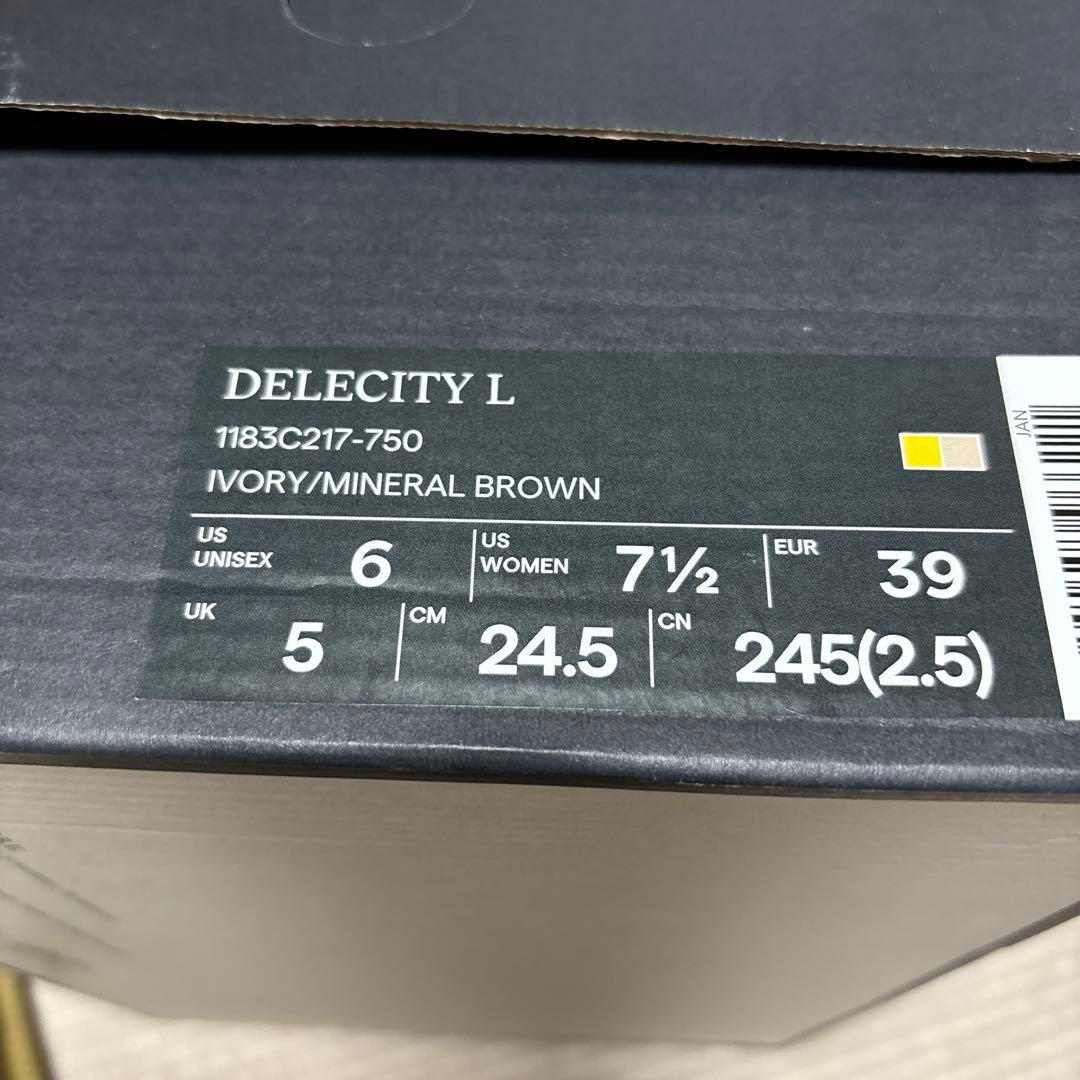 DELECITY L
1183C217-750
IVORY/MINERAL BROWN
US UNISEX 6
US WOMEN 7½
EUR 39
UK 5
CM 24.5
CN 245(2.5)
JAN